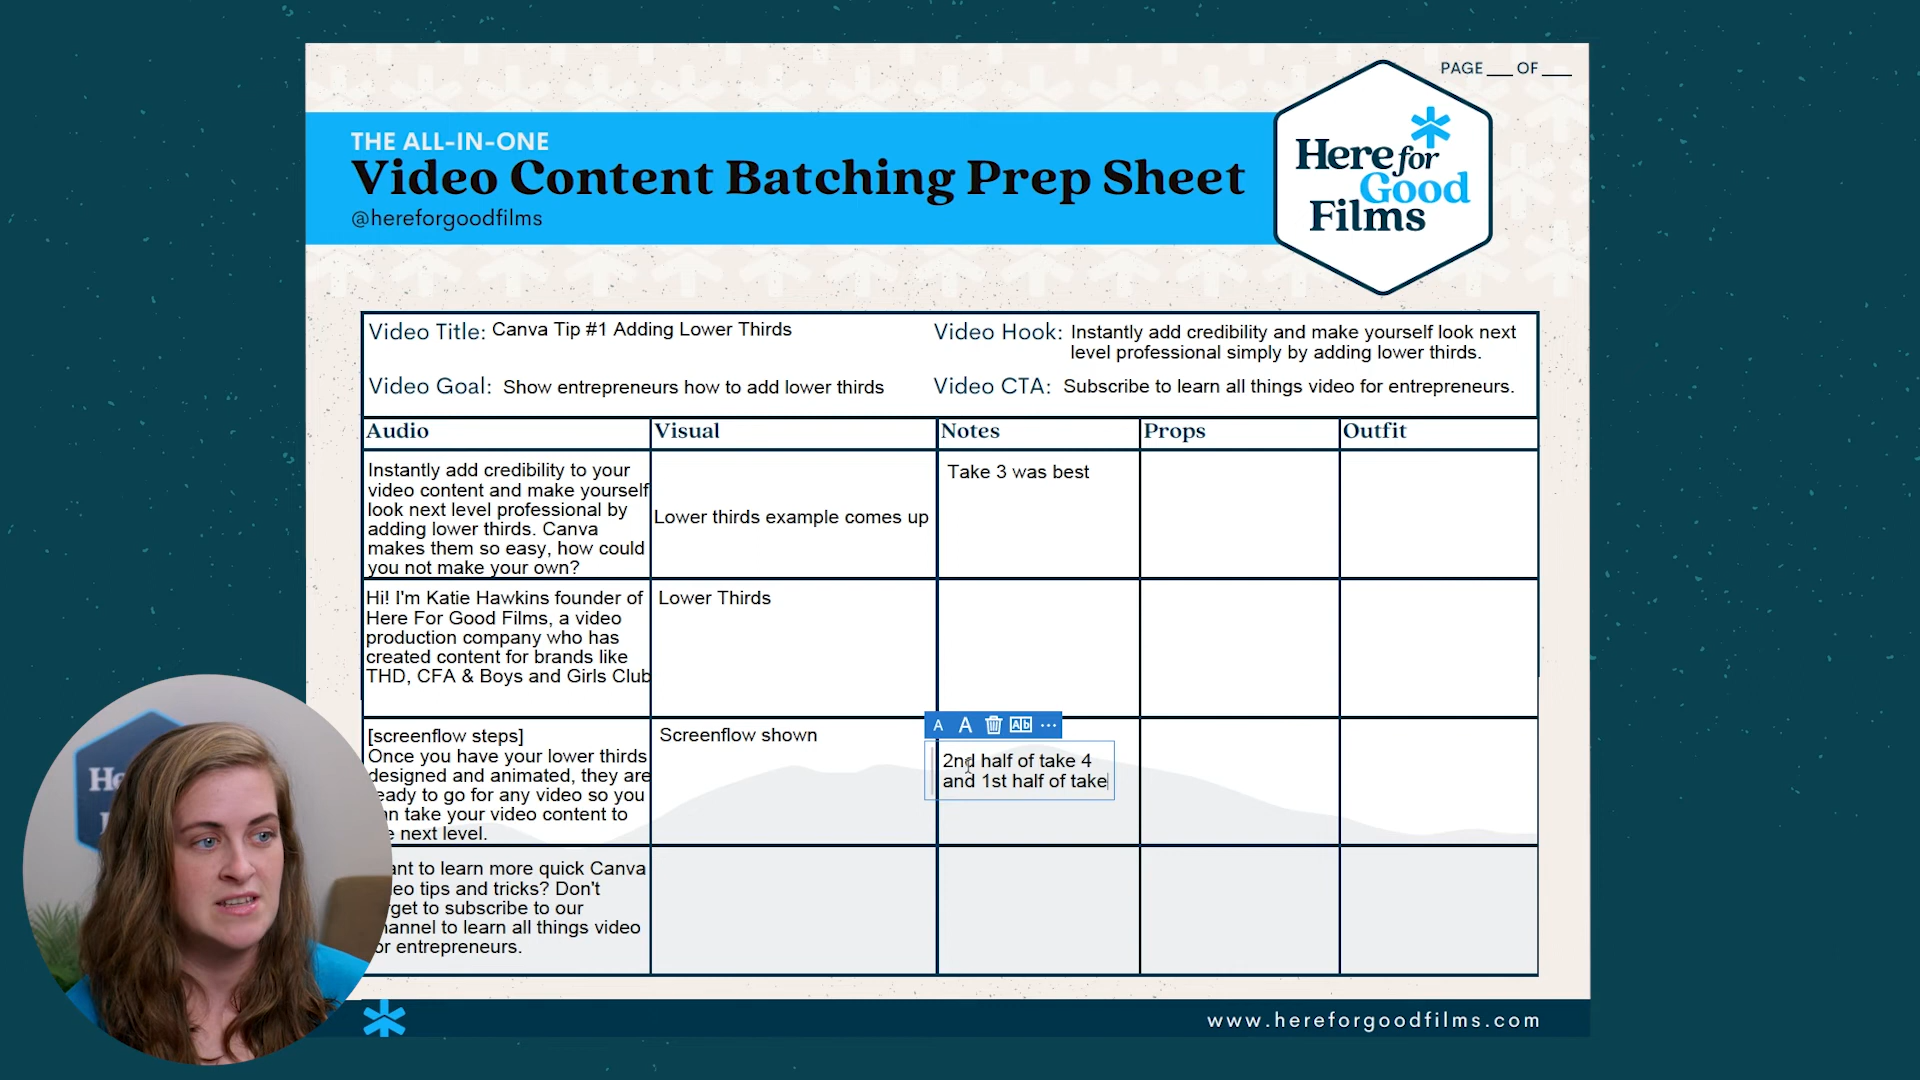 PAGE ___ OF ___
THE ALL-IN-ONE
Video Content Batching Prep Sheet
@hereforgoodfilms
Here for
Good
Films
Video Title: Canva Tip #1 Adding Lower Thirds
Video Hook: Instantly add credibility and make yourself look next
level professional simply by adding lower thirds.
Video Goal: Show entrepreneurs how to add lower thirds
Video CTA: Subscribe to learn all things video for entrepreneurs.
Audio
Visual
Notes
Props
Outfit
Instantly add credibility to your
video content and make yourself
look next level professional by
adding lower thirds. Canva
makes them so easy, how could
you not make your own?
Lower thirds example comes up
Take 3 was best
Hi! I'm Katie Hawkins founder of
Here For Good Films, a video
production company who has
created content for brands like
THD, CFA & Boys and Girls Club
Lower Thirds
[screenflow steps]
Once you have your lower thirds
designed and animated, they are
eady to go for any video so you
n take your video content to
e next level.
Screenflow shown
A A Ab ...
2nd half of take 4
and 1st half of take
ant to learn more quick Canva
eo tips and tricks? Don't
rget to subscribe to our
hannel to learn all things video
or entrepreneurs.
He
www.hereforgoodfilms.com